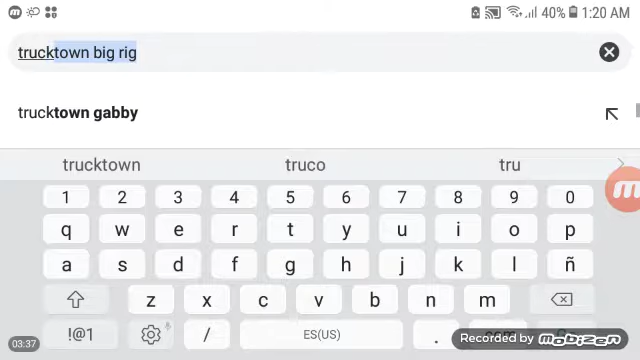 40% 1:20 AM
trucktown big rig
trucktown gabby
trucktown truco tru
1 2 3 4 5 6 7 8 9 0
q w e r t y u i o p
a s d f g h j k l ñ
z x c v b n m
!@1 / ES(US) .
03:37
Recorded by mobizen